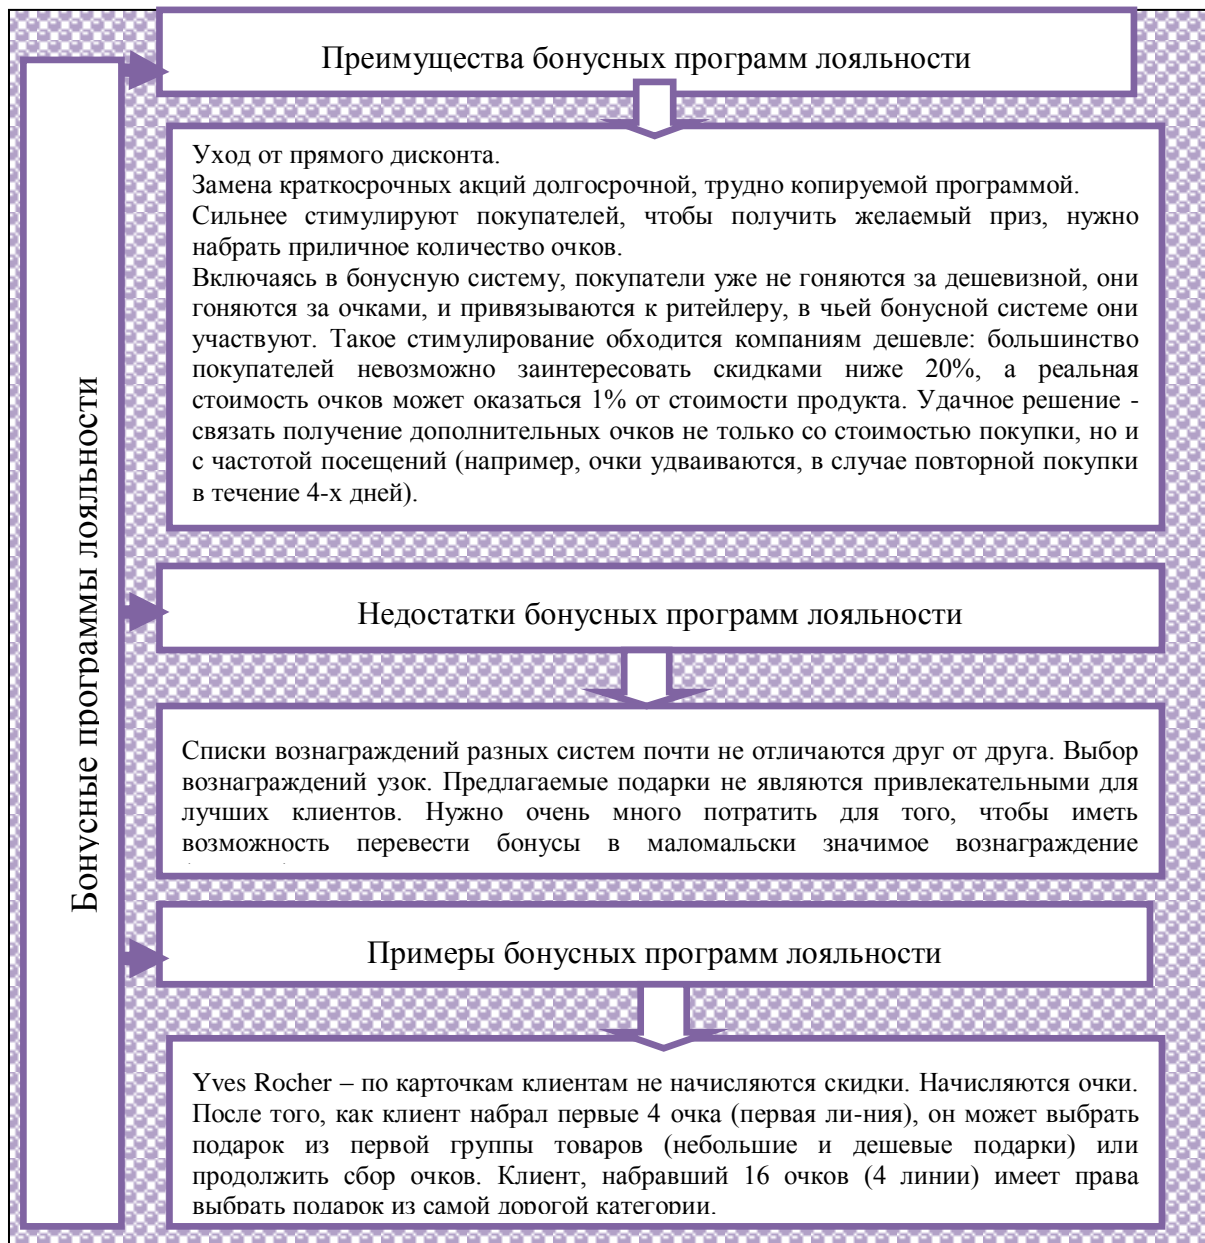 Преимущества бонусных программ лояльности
Уход от прямого дисконта.
Замена краткосрочных акций долгосрочной, трудно копируемой программой.
Сильнее стимулируют покупателей, чтобы получить желаемый приз, нужно
набрать приличное количество очков.
Включаясь в бонусную систему, покупатели уже не гоняются за дешевизной, они
гоняются за очками, и привязываются к ритейлеру, в чьей бонусной системе они
участвуют. Такое стимулирование обходится компаниям дешевле: большинство
покупателей невозможно заинтересовать скидками ниже 20%, а реальная
стоимость очков может оказаться 1% от стоимости продукта. Удачное решение -
связать получение дополнительных очков не только со стоимостью покупки, но и
с частотой посещений (например, очки удваиваются, в случае повторной покупки
в течение 4-х дней).
Бонусные программы лояльности
Недостатки бонусных программ лояльности
Списки вознаграждений разных систем почти не отличаются друг от друга. Выбор
вознаграждений узок. Предлагаемые подарки не являются привлекательными для
лучших клиентов. Нужно очень много потратить для того, чтобы иметь
возможность перевести бонусы в маломальски значимое вознаграждение
Примеры бонусных программ лояльности
Yves Rocher – по карточкам клиентам не начисляются скидки. Начисляются очки.
После того, как клиент набрал первые 4 очка (первая ли-ния), он может выбрать
подарок из первой группы товаров (небольшие и дешевые подарки) или
продолжить сбор очков. Клиент, набравший 16 очков (4 линии) имеет права
выбрать подарок из самой дорогой категории.